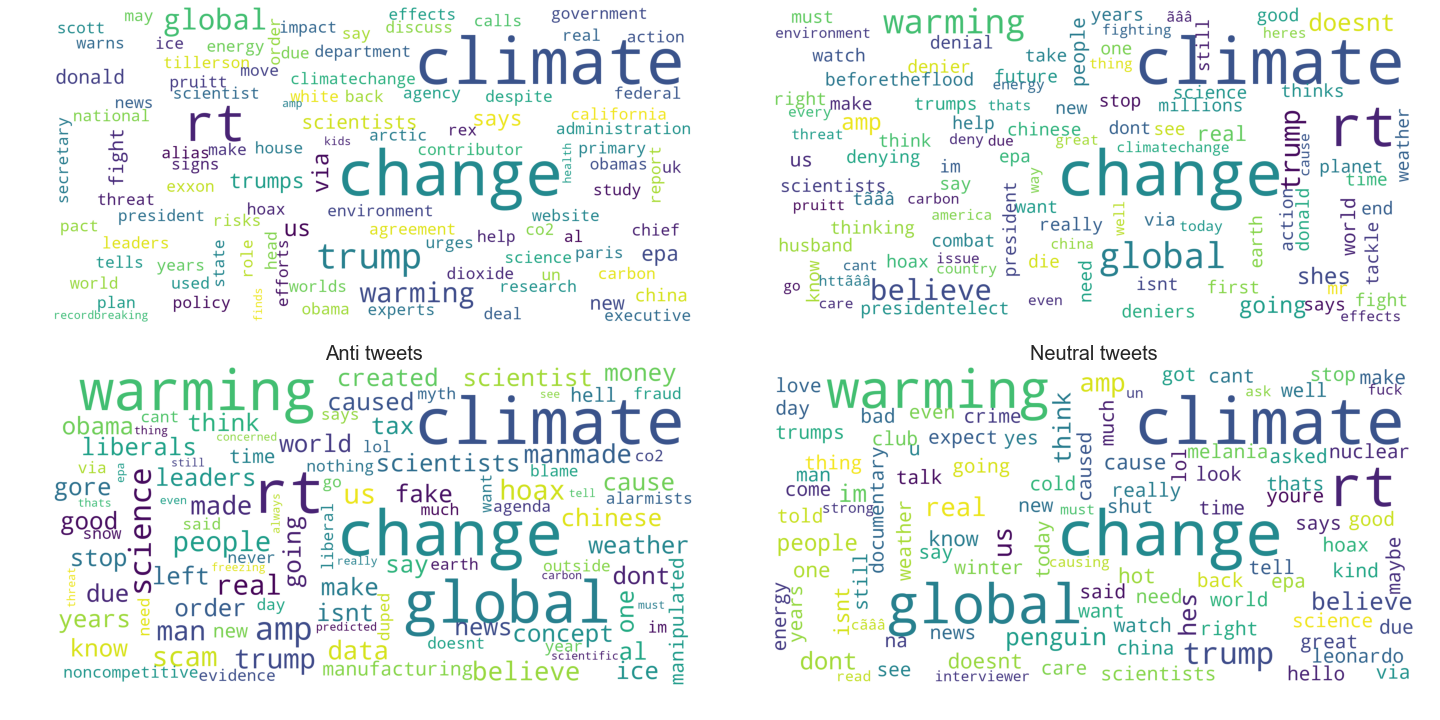 may global effects government
scott impact say discuss calls real action
warns ice energy due order department climate
tillerson
donald pruitt move climatechange
scientist white back agency despite federal
news amp
national rt scientists says california
arctic rex administration
secretary fight alias make house kids contributor primary
signs via change health obamas uk
exxon trumps study report
threat
president hoax environment website
pact risks us agreement co2 al chief
leaders urges help
tells state role head efforts trump science paris epa
years dioxide un
world used worlds warming research carbon
china
plan policy finds obama experts deal new
recordbreaking executive
must warming people years ãââ good doesnt
environment denial fighting still heres
watch take one climate
denier thing
beforetheflood future
energy science thinks
right make trumps thats new stop millions
every amp help chinese dont see real trump rt weather
threat think deny due great cause
us denying epa climatechange planet
im way change time
scientists tâââ say
pruitt carbon president want action donald world end
america well
thinking really via today tackle
husband combat china earth
know cant hoax issue die need global shes
httãââ country isnt mr
go believe first fight
care even going says
presidentelect deniers effects
Anti tweets
warming created scientist money
caused myth see hell fraud
obama cant think says tax climate
thing concerned
liberals world lol manmade co2
via epa still time nothing scientists
gore science leaders go us want blame cause
thats even made rt fake hoax tell alarmists
good always much agenda
snow said going liberal change chinese
stop people never weather
threat freezing really say earth outside
due left real make carbon dont manipulated
need order day isnt global one must
years man new amp predicted duped news concept im
know doesnt year al
scam trump data scientific ice
noncompetitive evidence manufacturing believe
Neutral tweets
love warming amp un got cant stop make
day bad even crime think much ask well fuck
trumps club expect yes climate
u lol melania asked nuclear
thing documentary talk going caused cause look
man cold thats
come im really rt
strong real new must shut time youre
told weather know us change says good
people say today hoax maybe
one still winter causing hot tell kind
back epa
energy years isnt global said need world believe
cãââ want hes science due
news penguin watch right great
na china leonardo
dont see doesnt care trump
read interviewer scientists hello via